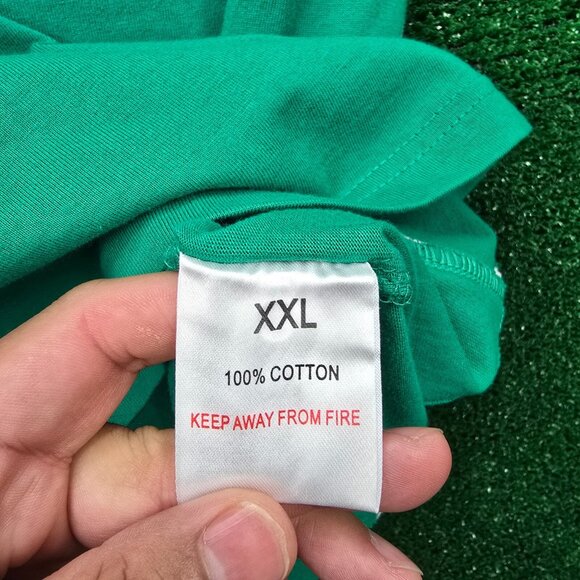 XXL
100% COTTON
KEEP AWAY FROM FIRE